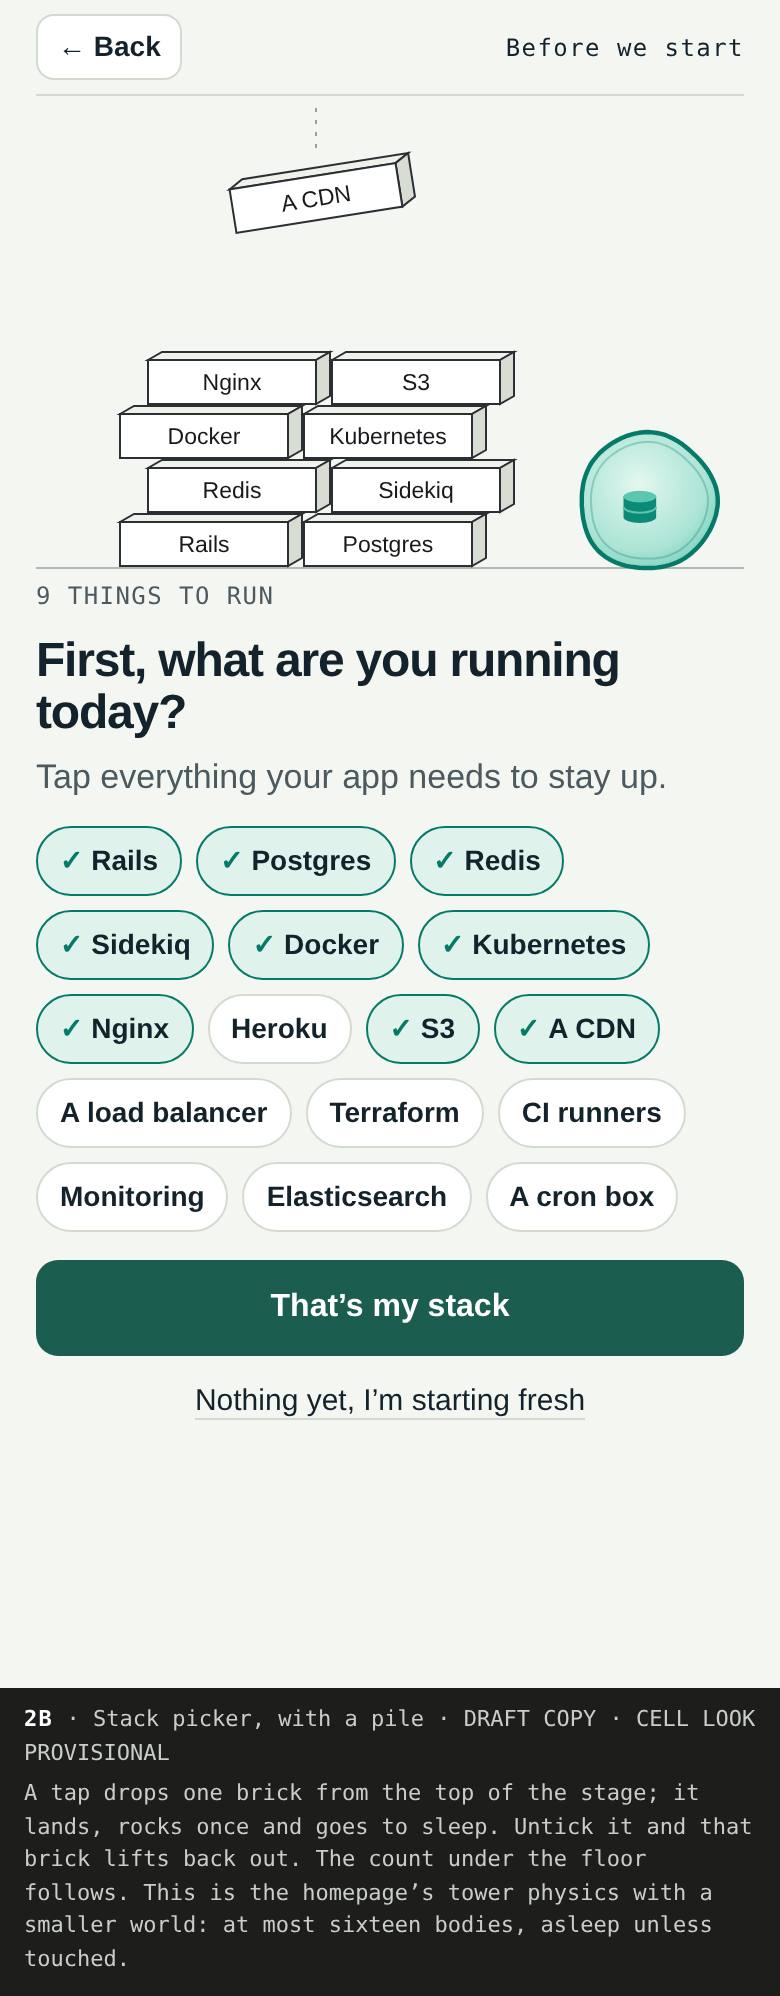 ← Back
Before we start
A CDN
Nginx
S3
Docker
Kubernetes
Redis
Sidekiq
Rails
Postgres
9 THINGS TO RUN
First, what are you running
today?
Tap everything your app needs to stay up.
✓ Rails
✓ Postgres
✓ Redis
✓ Sidekiq
✓ Docker
✓ Kubernetes
✓ Nginx
Heroku
✓ S3
✓ A CDN
A load balancer
Terraform
CI runners
Monitoring
Elasticsearch
A cron box
That’s my stack
Nothing yet, I’m starting fresh
2B · Stack picker, with a pile · DRAFT COPY · CELL LOOK
PROVISIONAL
A tap drops one brick from the top of the stage; it
lands, rocks once and goes to sleep. Untick it and that
brick lifts back out. The count under the floor
follows. This is the homepage’s tower physics with a
smaller world: at most sixteen bodies, asleep unless
touched.